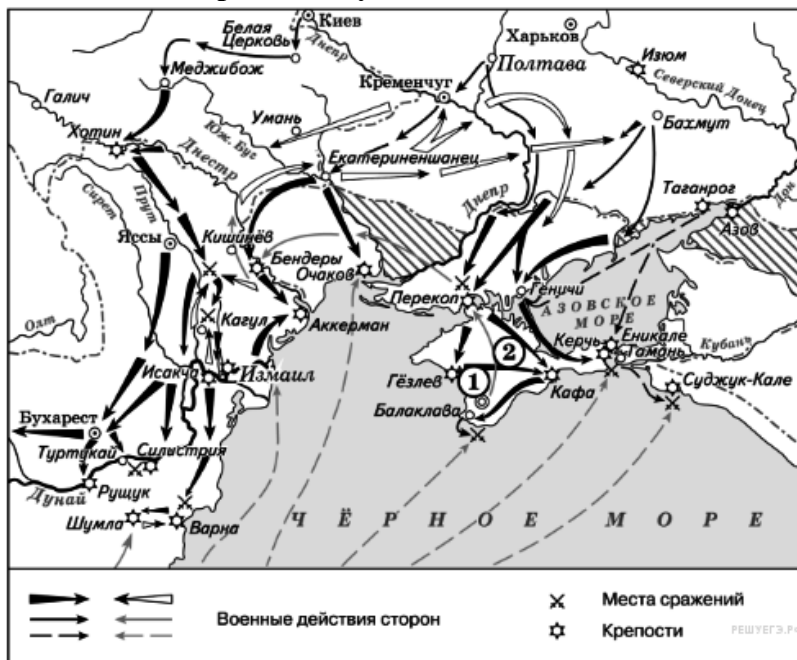 Белая
Церковь
Киев
Днепр
Харьков
Изюм
Северский Донец
Меджибож
Полтава
Галич
Кременчуг
Умань
Юж. Буг
Бахмут
Хотин
Днестр
Екатериненшанец
Днепр
Таганрог
Дон
Азов
Сирет
Прут
Яссы
Кишинёв
Бендеры
Очаков
Перекоп
Геничи
АЗОВСКОЕ
МОРЕ
Олт
Кагул
Аккерман
Керчь
Еникале
Тамань
Кубань
Исакча
Измаил
Гёзлев
1
2
Кафа
Суджук-Кале
Балаклава
Бухарест
Туртукай
Силистрия
Дунай
Рущук
Шумла
Варна
ЧЁРНОЕ МОРЕ
Военные действия сторон
Места сражений
Крепости
РЕШУЕГЭ.РФ